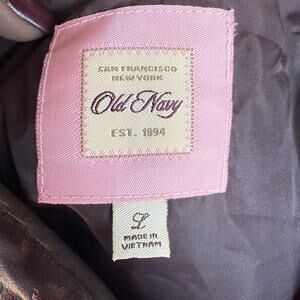 SAN FRANCISCO
NEW YORK
Old Navy
EST. 1994
L
MADE IN
VIETNAM